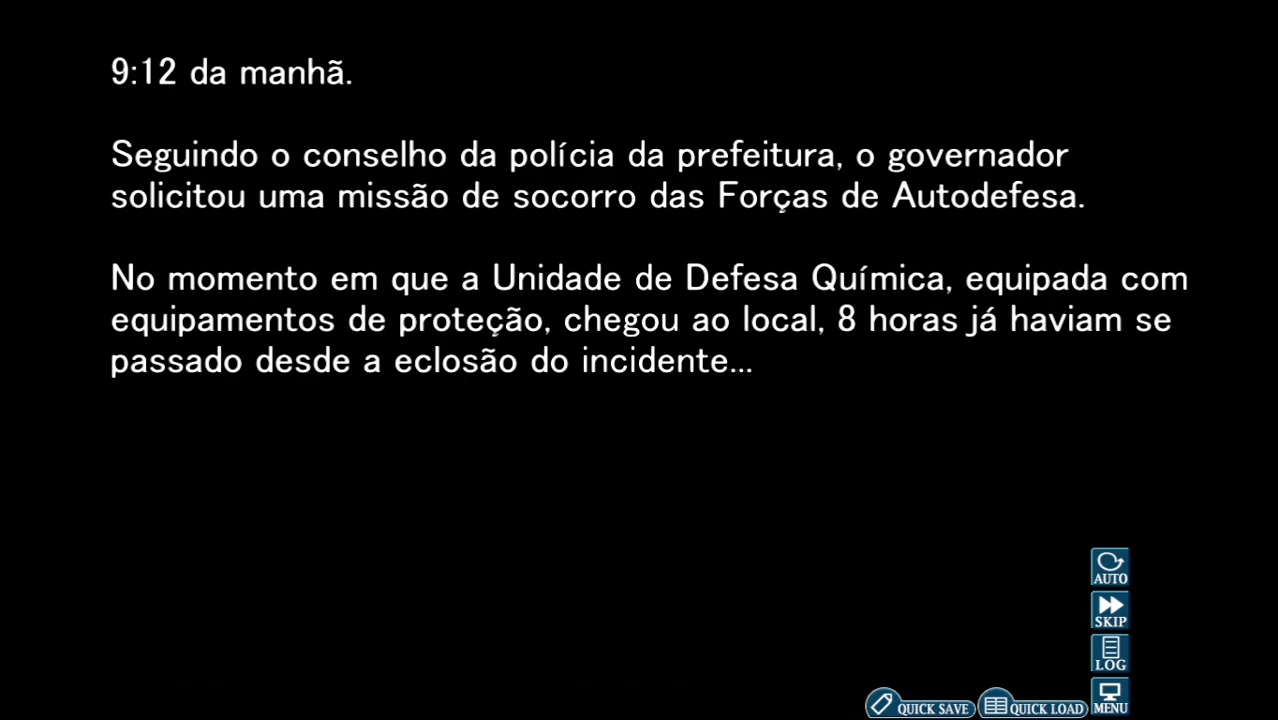 9:12 da manhã.
Seguindo o conselho da polícia da prefeitura, o governador
solicitou uma missão de socorro das Forças de Autodefesa.
No momento em que a Unidade de Defesa Química, equipada com
equipamentos de proteção, chegou ao local, 8 horas já haviam se
passado desde a eclosão do incidente...
AUTO
SKIP
LOG
MENU
QUICK SAVE
QUICK LOAD